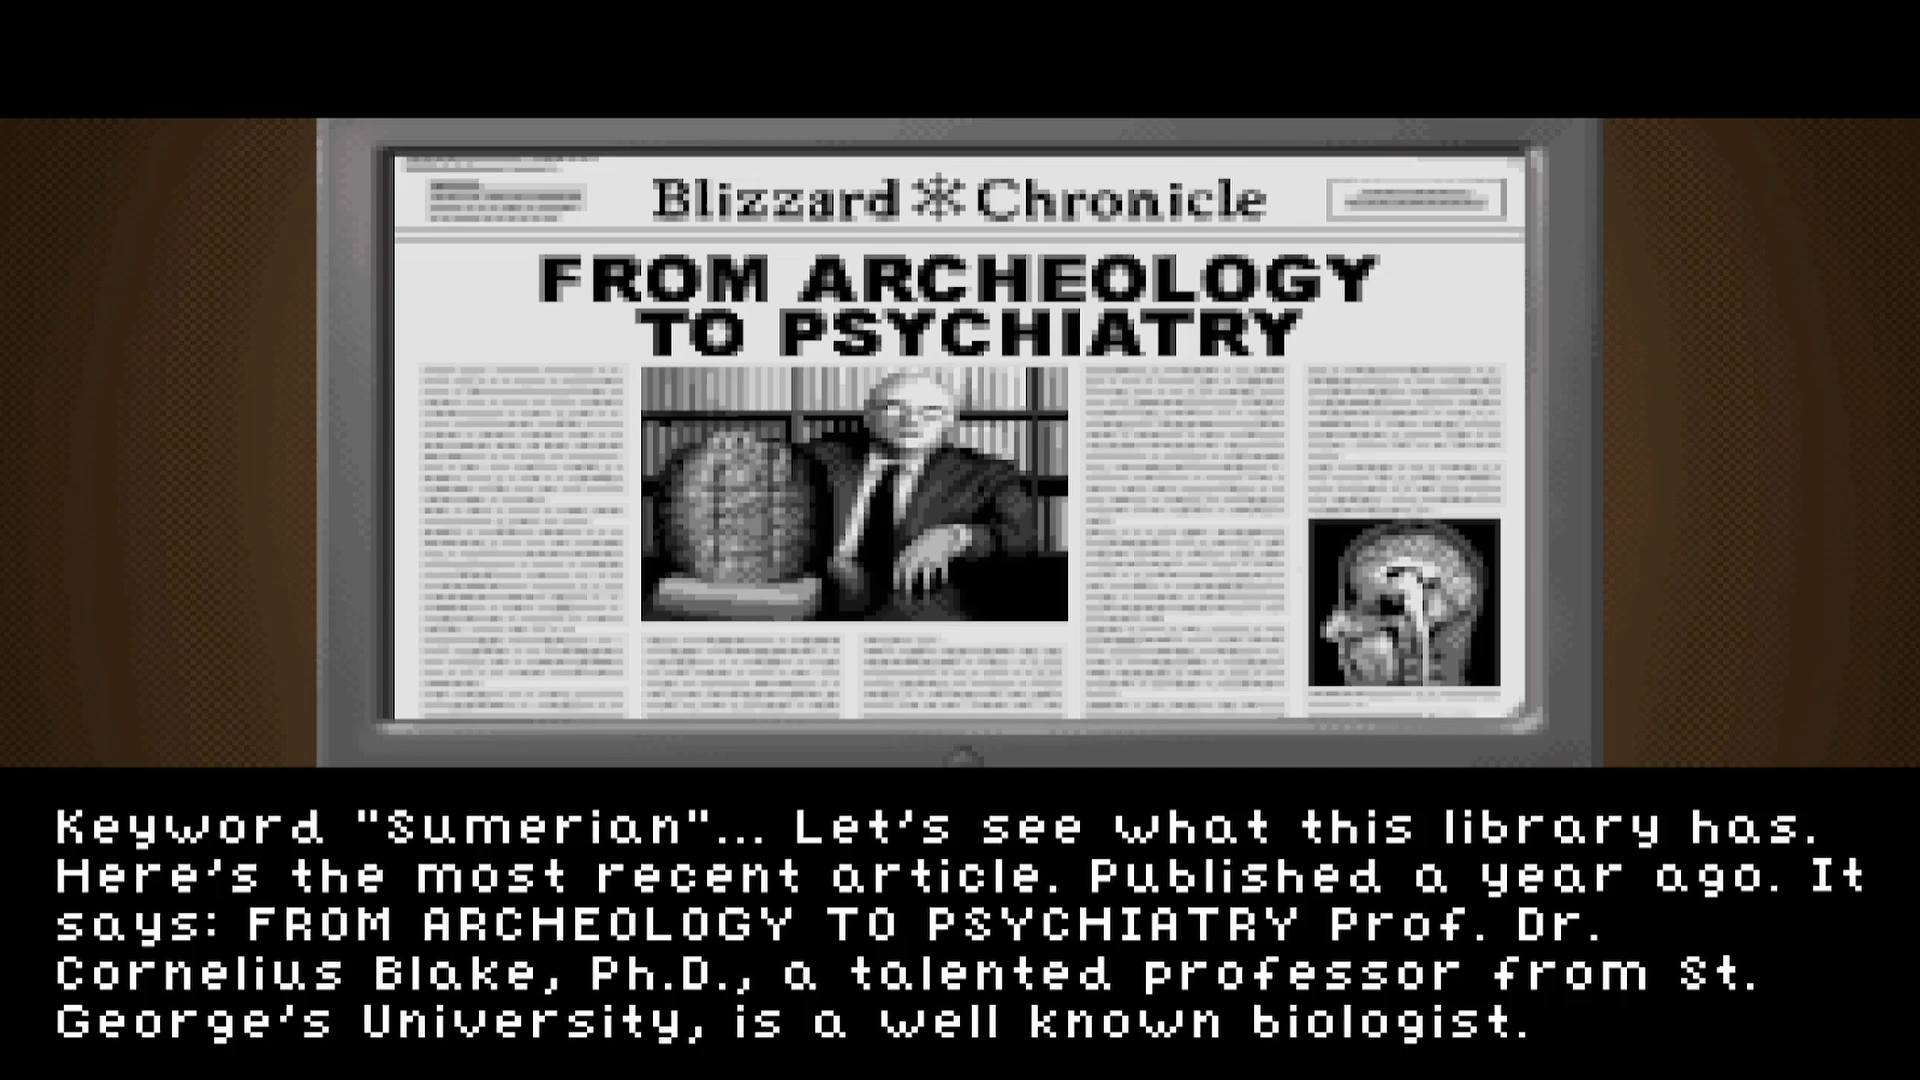 Blizzard Chronicle
FROM ARCHEOLOGY
TO PSYCHIATRY
Keyword "Sumerian"... Let's see what this library has.
Here's the most recent article. Published a year ago. It
says: FROM ARCHEOLOGY TO PSYCHIATRY Prof. Dr.
Cornelius Blake, Ph.D., a talented professor from St.
George's University, is a well known biologist.